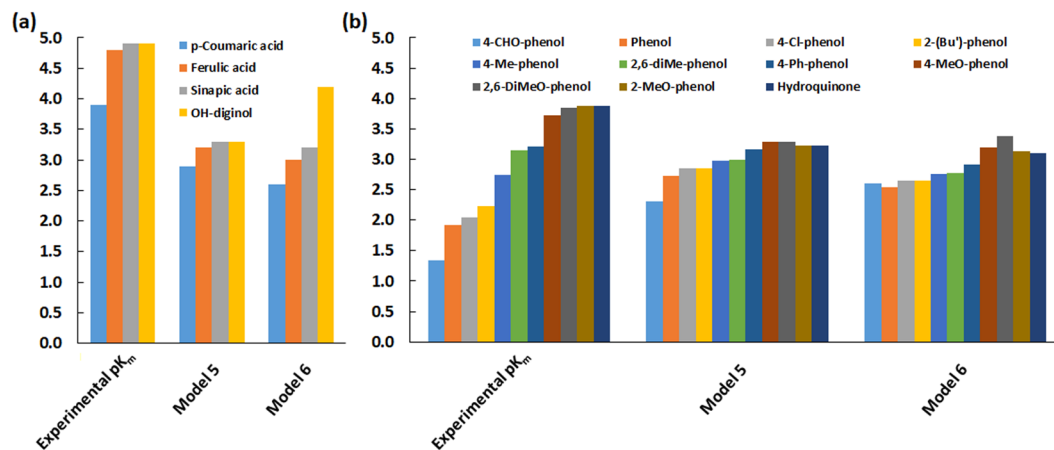 (a)
5.0
4.5
4.0
3.5
3.0
2.5
2.0
1.5
1.0
0.5
0.0
p-Coumaric acid
Ferulic acid
Sinapic acid
OH-diginol
Experimental pKm
Model 5
Model 6
(b)
5.0
4.5
4.0
3.5
3.0
2.5
2.0
1.5
1.0
0.5
0.0
4-CHO-phenol Phenol 4-Cl-phenol 2-(Bu')-phenol
4-Me-phenol 2,6-diMe-phenol 4-Ph-phenol 4-MeO-phenol
2,6-DiMeO-phenol 2-MeO-phenol Hydroquinone
Experimental pKm
Model 5
Model 6